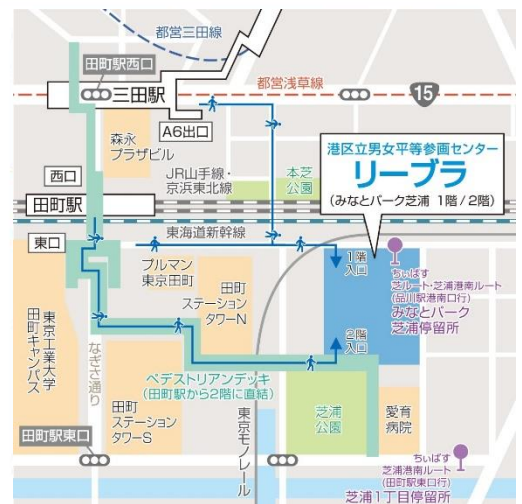 都営三田線
田町駅西口
三田駅
都営浅草線
15
A6出口
森永
プラザビル
西口
JR山手線・
京浜東北線
本芝
公園
港区立男女平等参画センター
リーブラ
(みなとパーク芝浦 1階/2階)
田町駅
東海道新幹線
東口
プルマン
東京田町
田町
ステーション
タワーN
1階
入口
ちぃばす
芝ルート・芝浦港南ルート
(品川駅港南口行)
みなとパーク
芝浦停留所
東京工業大学
田町キャンパス
なぎさ通り
2階
入口
ペデストリアンデッキ
(田町駅から2階に直結)
田町
ステーション
タワーS
東京モノレール
芝浦
公園
愛育
病院
田町駅東口
ちぃばす
芝浦港南ルート
(田町駅東口行)
芝浦1丁目停留所